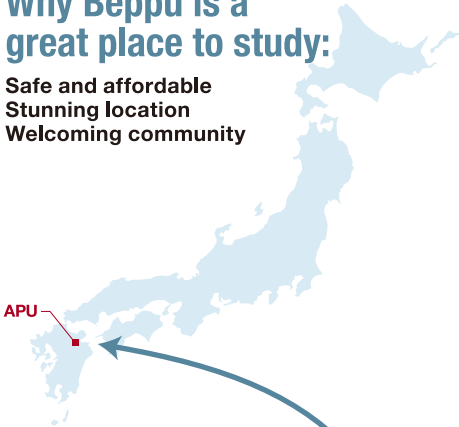 Why Beppu is a
great place to study:
Safe and affordable
Stunning location
Welcoming community
APU